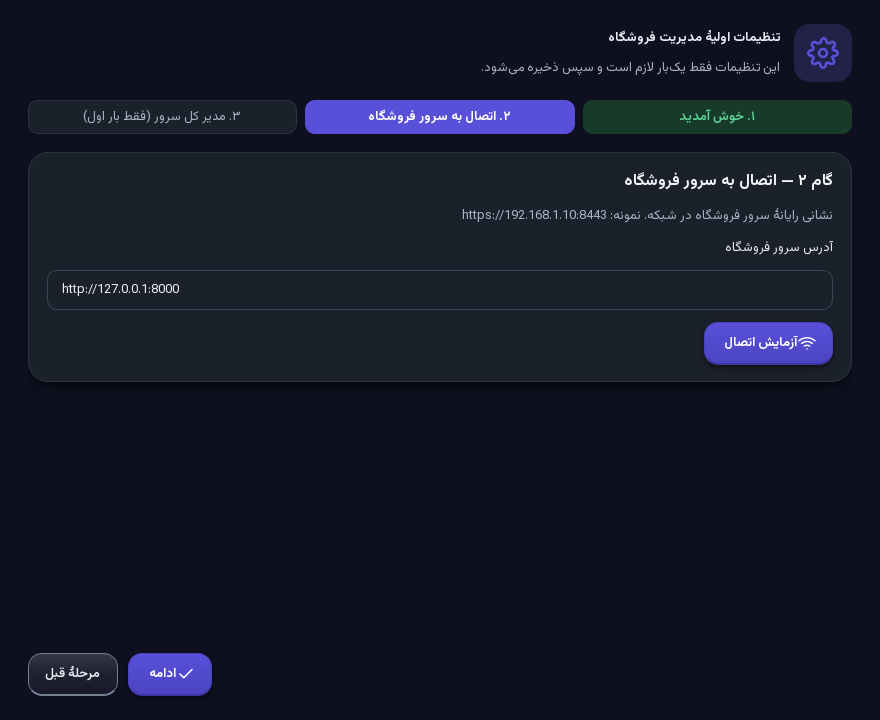 تنظیمات اولیهٔ مدیریت فروشگاه
این تنظیمات فقط یک‌بار لازم است و سپس ذخیره می‌شود.
۱. خوش آمدید
۲. اتصال به سرور فروشگاه
۳. مدیر کل سرور (فقط بار اول)
گام ۲ — اتصال به سرور فروشگاه
نشانی رایانهٔ سرور فروشگاه در شبکه. نمونه: https://192.168.1.10:8443
آدرس سرور فروشگاه
http://127.0.0.1:8000
آزمایش اتصال
ادامه
مرحلهٔ قبل